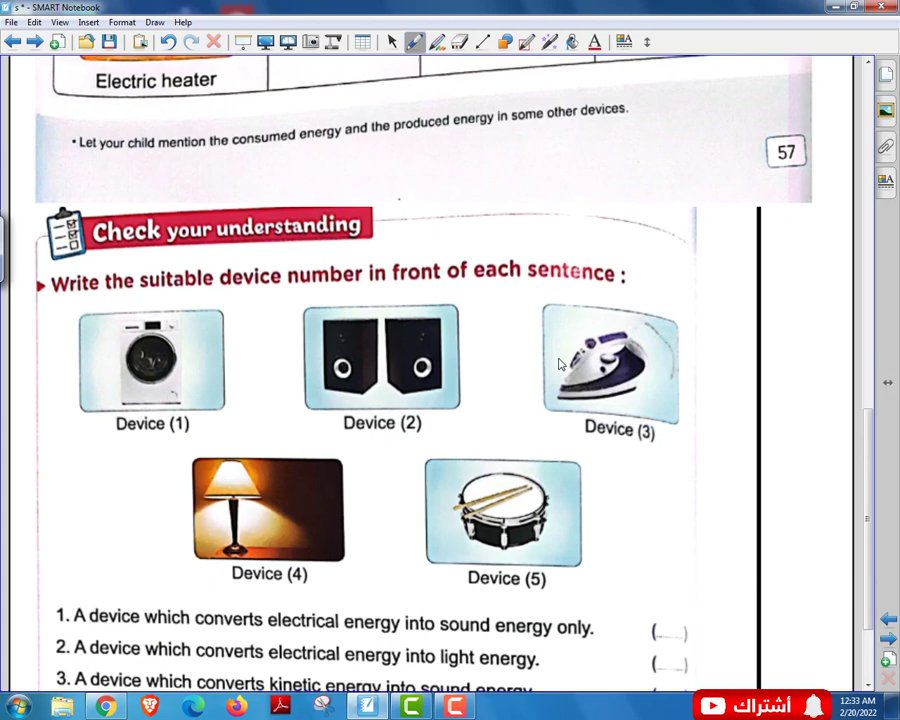 s * - SMART Notebook
File Edit View Insert Format Draw Help
Electric heater
• Let your child mention the consumed energy and the produced energy in some other devices.
57
Check your understanding
Write the suitable device number in front of each sentence :
Device (1)
Device (2)
Device (3)
Device (4)
Device (5)
1. A device which converts electrical energy into sound energy only. (......)
2. A device which converts electrical energy into light energy. (......)
3. A device which converts kinetic energy into sound energy.
أشتراك
12:33 AM
2/20/2022